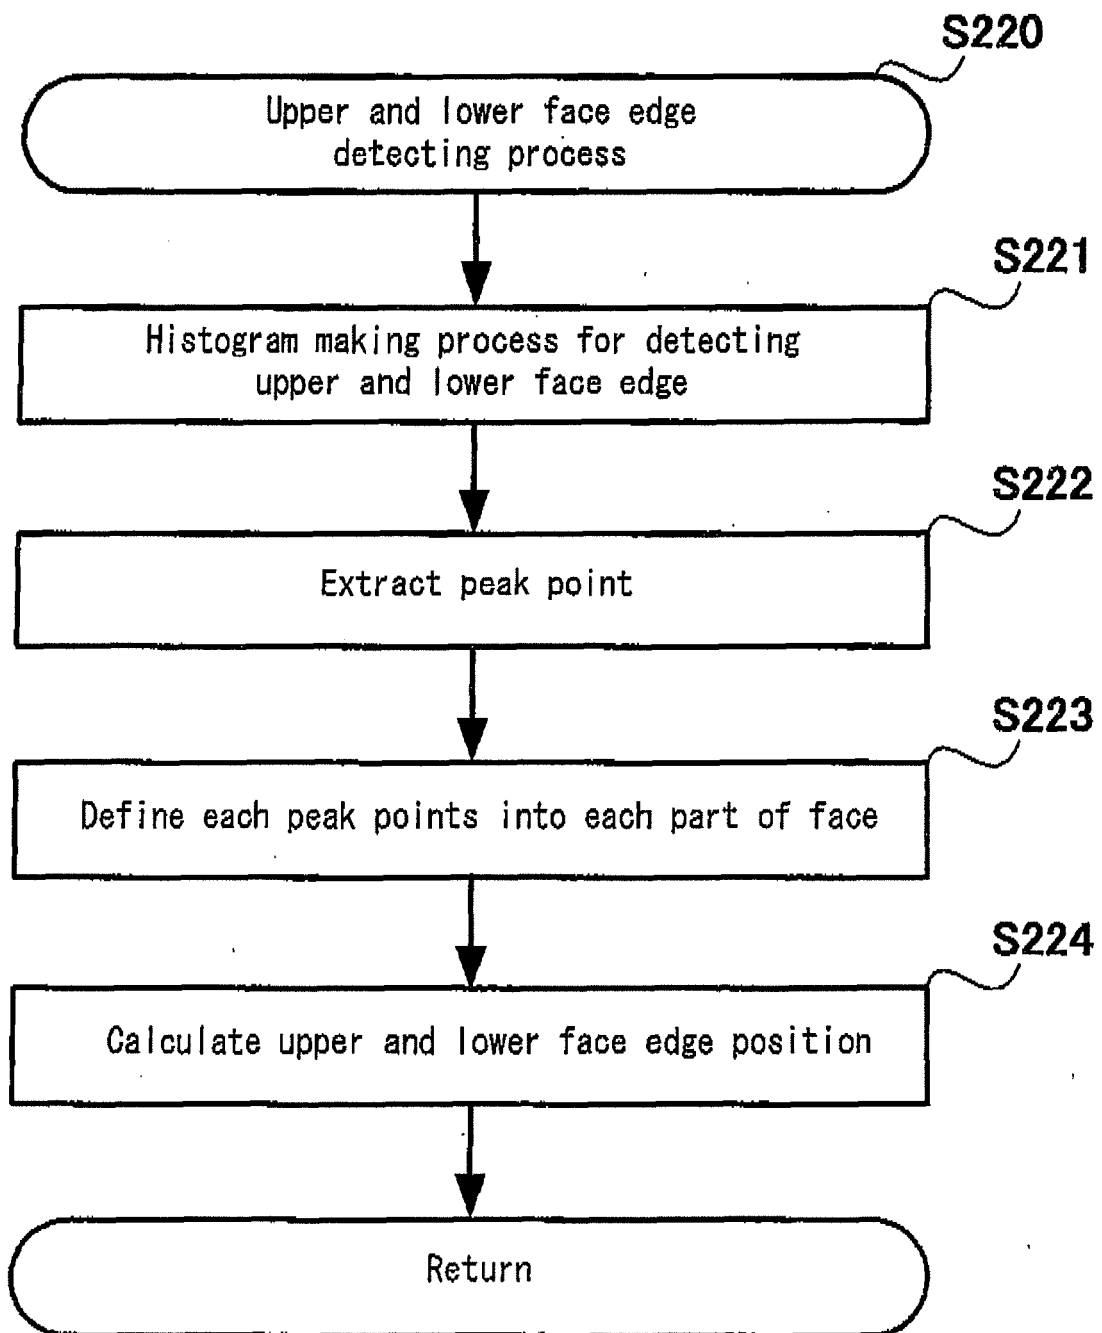 S220
Upper and lower face edge
detecting process
S221
Histogram making process for detecting
upper and lower face edge
S222
Extract peak point
S223
Define each peak points into each part of face
S224
Calculate upper and lower face edge position
Return